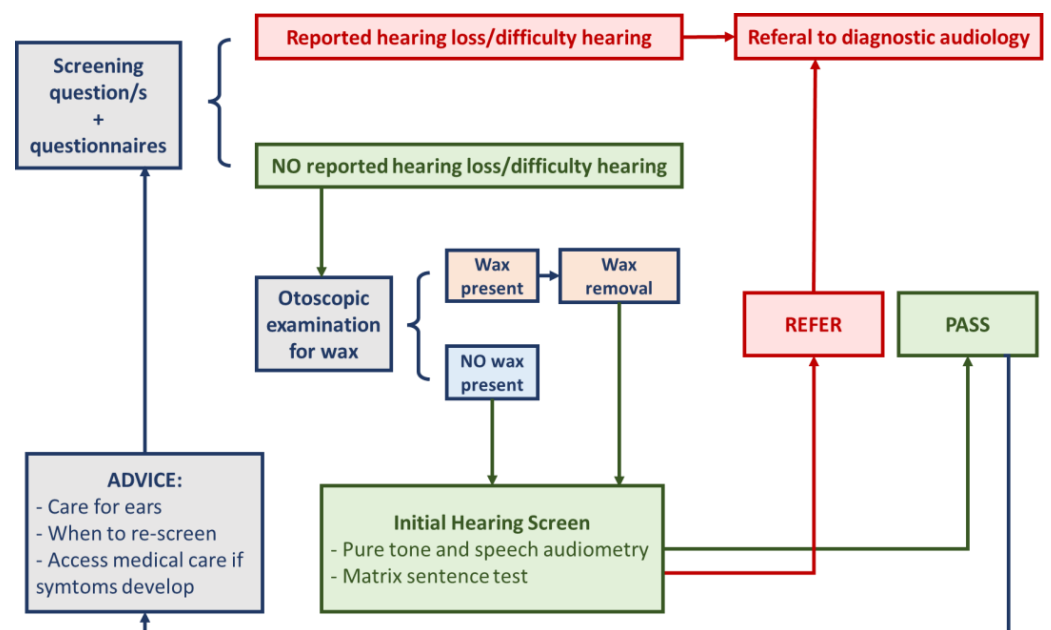 Screening
question/s
+
questionnaires
Reported hearing loss/difficulty hearing
Referal to diagnostic audiology
NO reported hearing loss/difficulty hearing
Otoscopic
examination
for wax
Wax
present
Wax
removal
NO wax
present
REFER
PASS
ADVICE:
- Care for ears
- When to re-screen
- Access medical care if
symtoms develop
Initial Hearing Screen
- Pure tone and speech audiometry
- Matrix sentence test